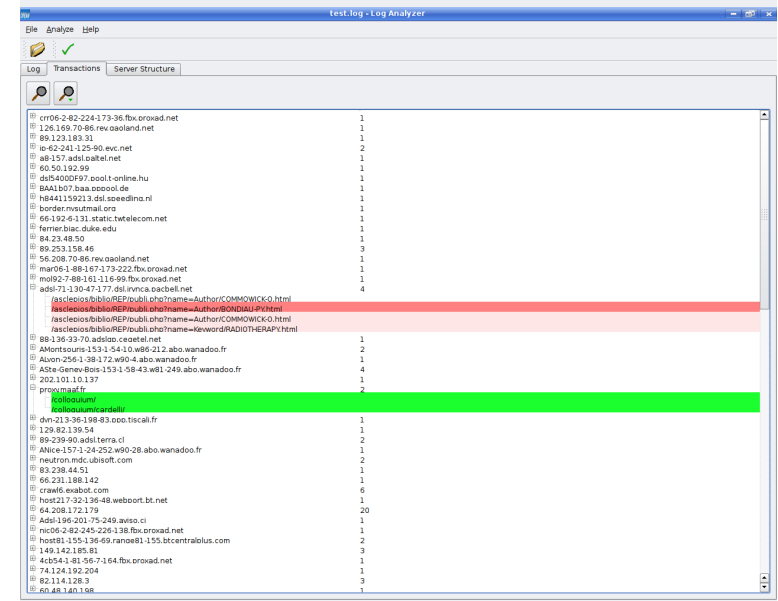 test.log - Log Analyzer
File Analyze Help
Log Transactions Server Structure
crr06-2-82-224-173-36.fbx.proxad.net 1
126.169.70-86.rev.gaoland.net 1
89.123.183.31 1
ip-62-241-125-90.evc.net 2
a8-157.adsl.paltel.net 1
60.50.192.99 1
dsl5400DF97.pool.t-online.hu 1
BAA1b07.baa.pppool.de 1
h8441159213.dsl.speedlinq.nl 1
border.nysutmail.org 1
66-192-6-131.static.twtelecom.net 1
ferrier.biac.duke.edu 1
84.23.48.50 1
89.253.158.46 3
56.208.70-86.rev.gaoland.net 1
mar06-1-88-167-173-222.fbx.proxad.net 1
mol92-7-88-161-116-99.fbx.proxad.net 1
adsl-71-130-47-177.dsl.irvnca.pacbell.net 4
/asclepios/biblio/REP/publi.php?name=Author/COMMOWICK-O.html
/asclepios/biblio/REP/publi.php?name=Author/BONDIAU-PY.html
/asclepios/biblio/REP/publi.php?name=Author/COMMOWICK-O.html
/asclepios/biblio/REP/publi.php?name=Keyword/RADIOTHERAPY.html
88-136-33-70.adslgp.cegetel.net 1
AMontsouris-153-1-54-10.w86-212.abo.wanadoo.fr 2
ALyon-256-1-38-172.w90-4.abo.wanadoo.fr 1
ASte-Genev-Bois-153-1-58-43.w81-249.abo.wanadoo.fr 4
202.101.10.137 1
proxy.maaf.fr 2
/colloquium/
/colloquium/cardelli/
dyn-213-36-198-83.ppp.tiscali.fr 1
129.82.139.54 1
89-239-90.adsl.terra.cl 2
ANice-157-1-24-252.w90-28.abo.wanadoo.fr 1
neutron.mdc.ubisoft.com 2
83.238.44.51 1
66.231.188.142 1
crawl6.exabot.com 6
host217-32-136-48.webport.bt.net 1
64.208.172.179 20
Adsl-196-201-75-249.aviso.ci 1
nic06-2-82-245-226-138.fbx.proxad.net 1
host81-155-136-69.range81-155.btcentralplus.com 2
149.142.185.81 3
4cb54-1-81-56-7-164.fbx.proxad.net 1
74.124.192.204 1
82.114.128.3 3
60.48.140.198 1